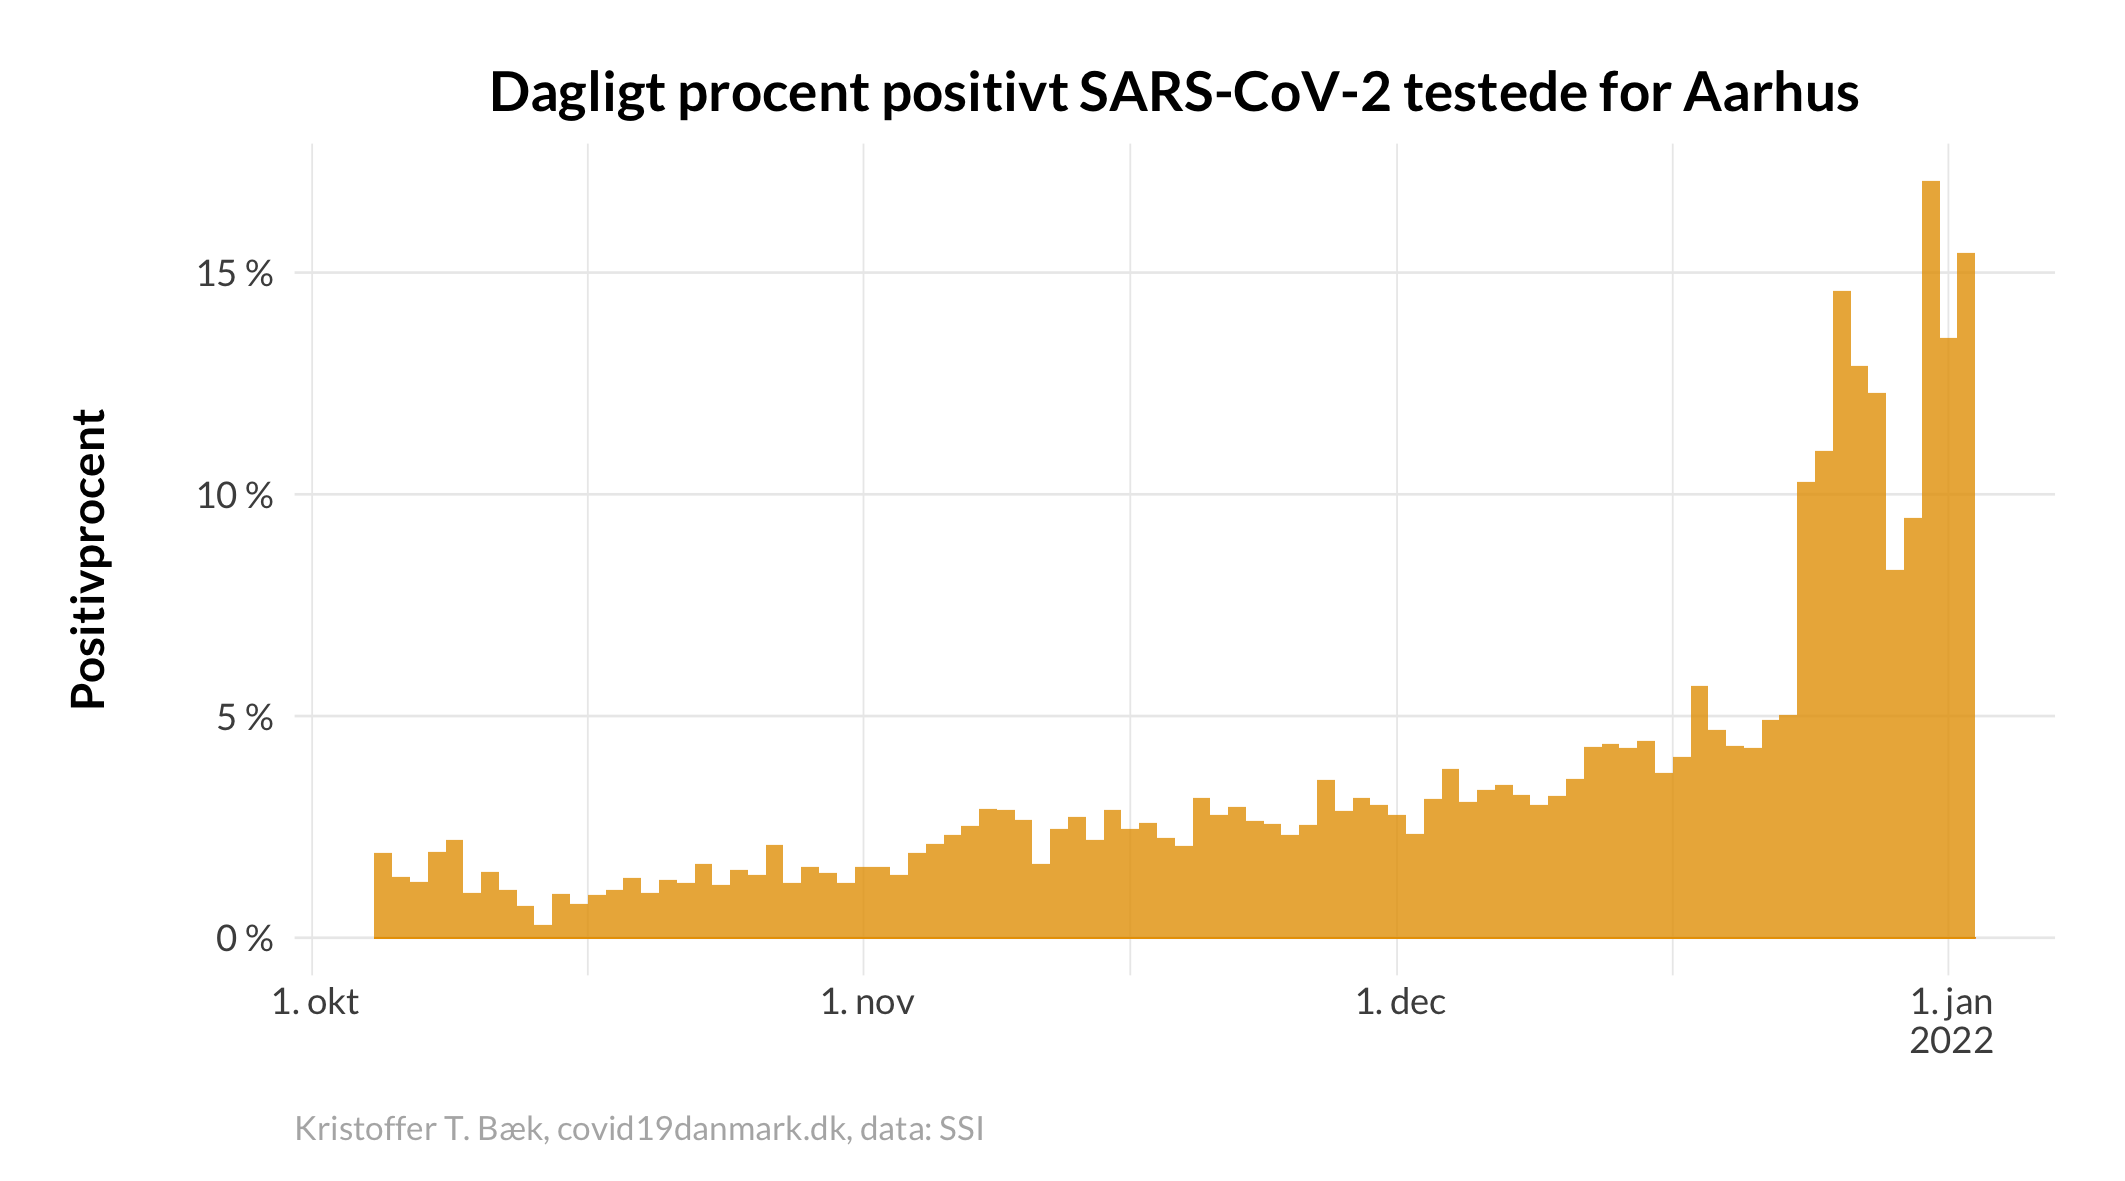 Dagligt procent positivt SARS-CoV-2 testede for Aarhus
Positivprocent
15 %
10 %
5 %
0 %
1. okt
1. nov
1. dec
1. jan
2022
Kristoffer T. Bæk, covid19danmark.dk, data: SSI